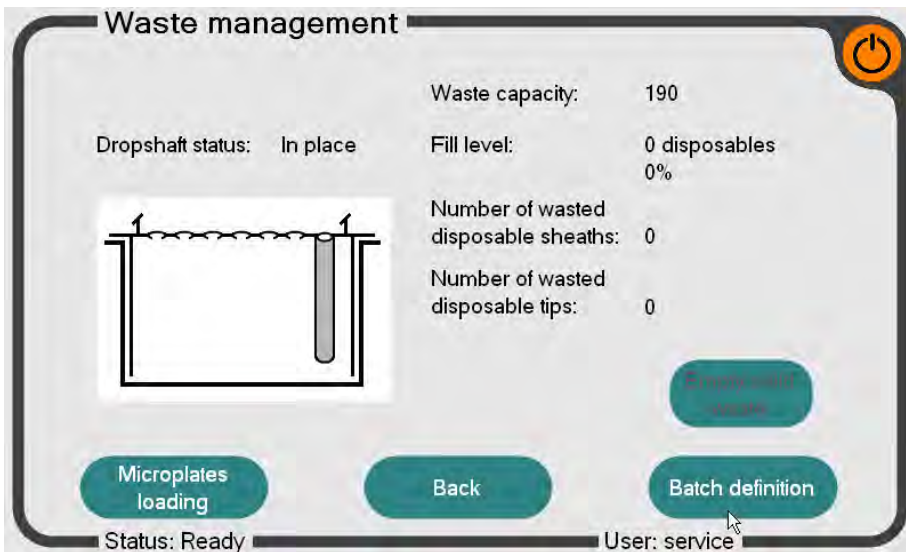 Waste management
Waste capacity: 190
Dropshaft status: In place
Fill level: 0 disposables
0%
Number of wasted
disposable sheaths: 0
Number of wasted
disposable tips: 0
Microplates
loading
Back
Batch definition
Status: Ready
User: service